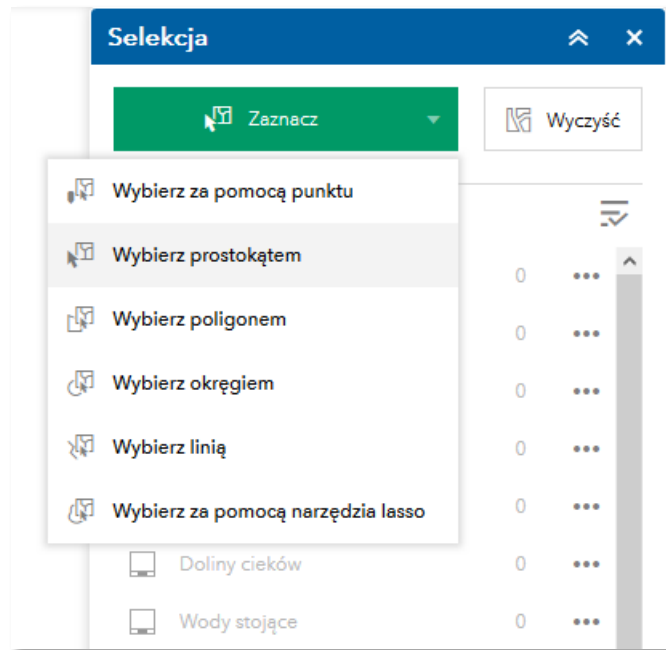 Selekcja
Zaznacz
Wyczyść
Wybierz za pomocą punktu
Wybierz prostokątem
0
0
Wybierz poligonem
Wybierz okręgiem
0
Wybierz linią
0
Wybierz za pomocą narzędzia lasso
0
Doliny cieków 0
Wody stojące 0